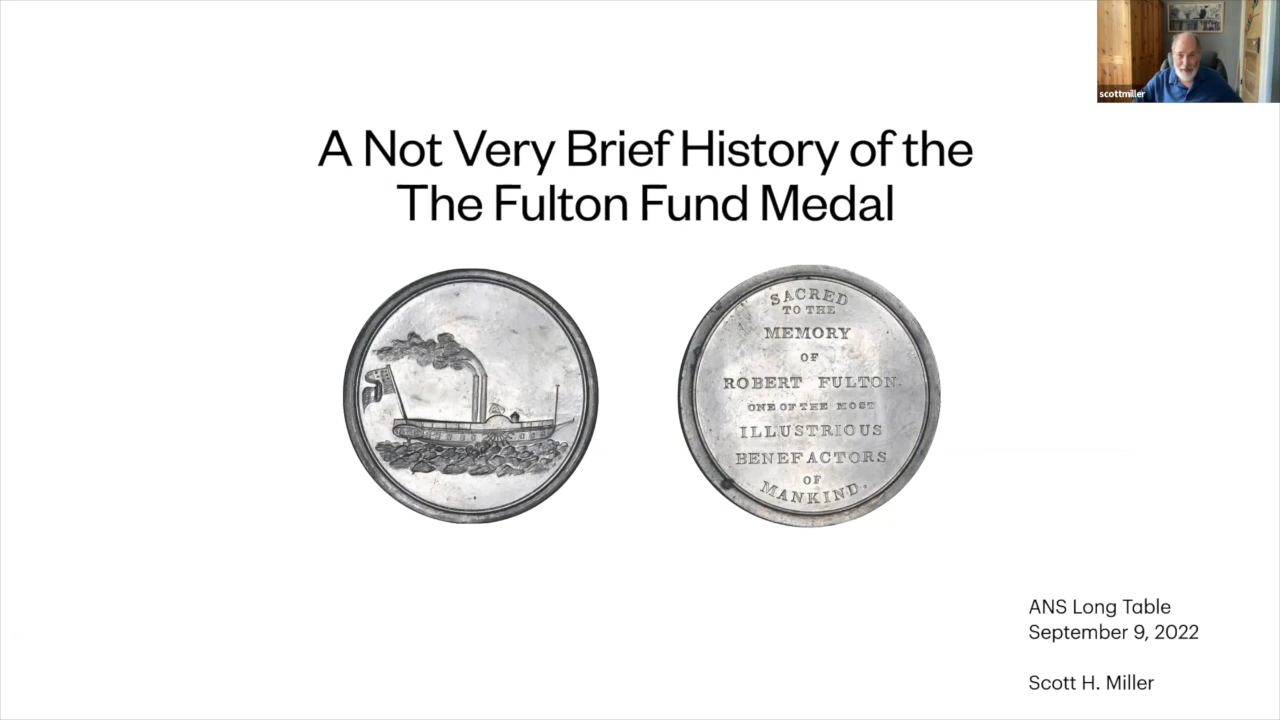 scottmiller
A Not Very Brief History of the
The Fulton Fund Medal
SACRED
TO THE
MEMORY
OF
ROBERT FULTON.
ONE OF THE MOST
ILLUSTRIOUS
BENEFACTORS
OF
MANKIND.
ANS Long Table
September 9, 2022
Scott H. Miller